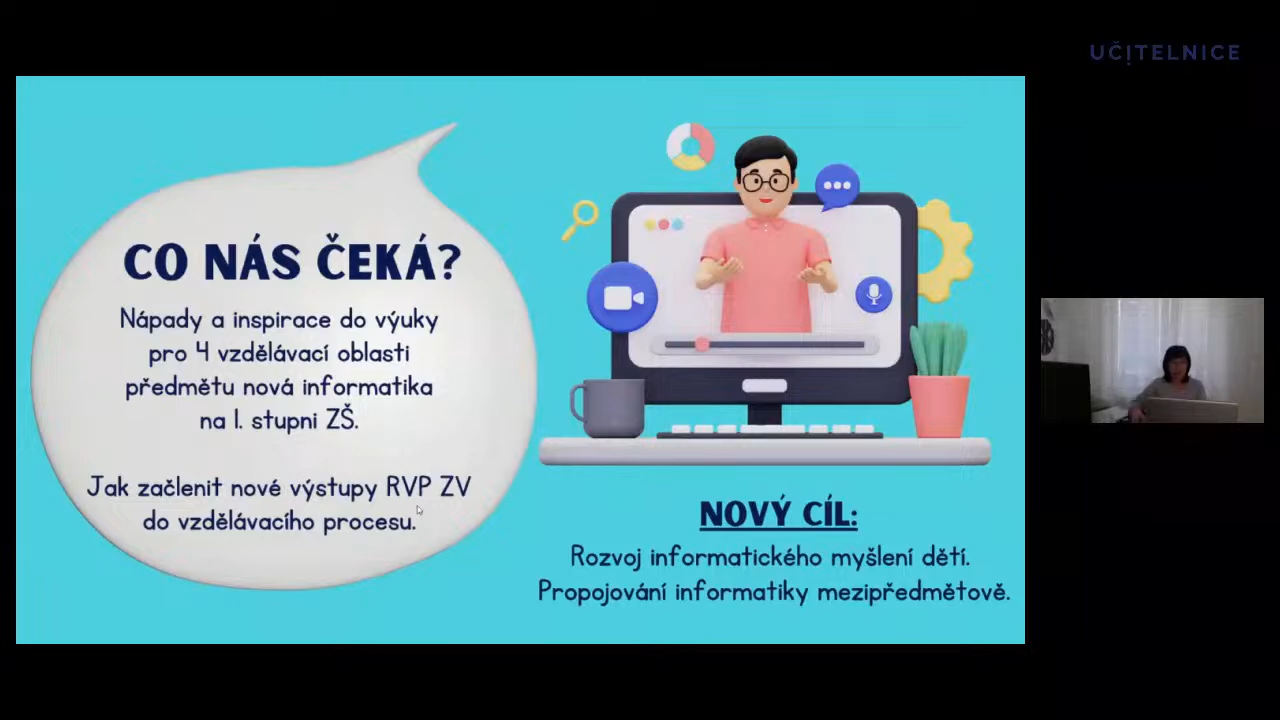 UČITELNICE
CO NÁS ČEKÁ?
Nápady a inspirace do výuky
pro 4 vzdělávací oblasti
předmětu nová informatika
na 1. stupni ZŠ.
Jak začlenit nové výstupy RVP ZV
do vzdělávacího procesu.
NOVÝ CÍL:
Rozvoj informatického myšlení dětí.
Propojování informatiky mezipředmětově.